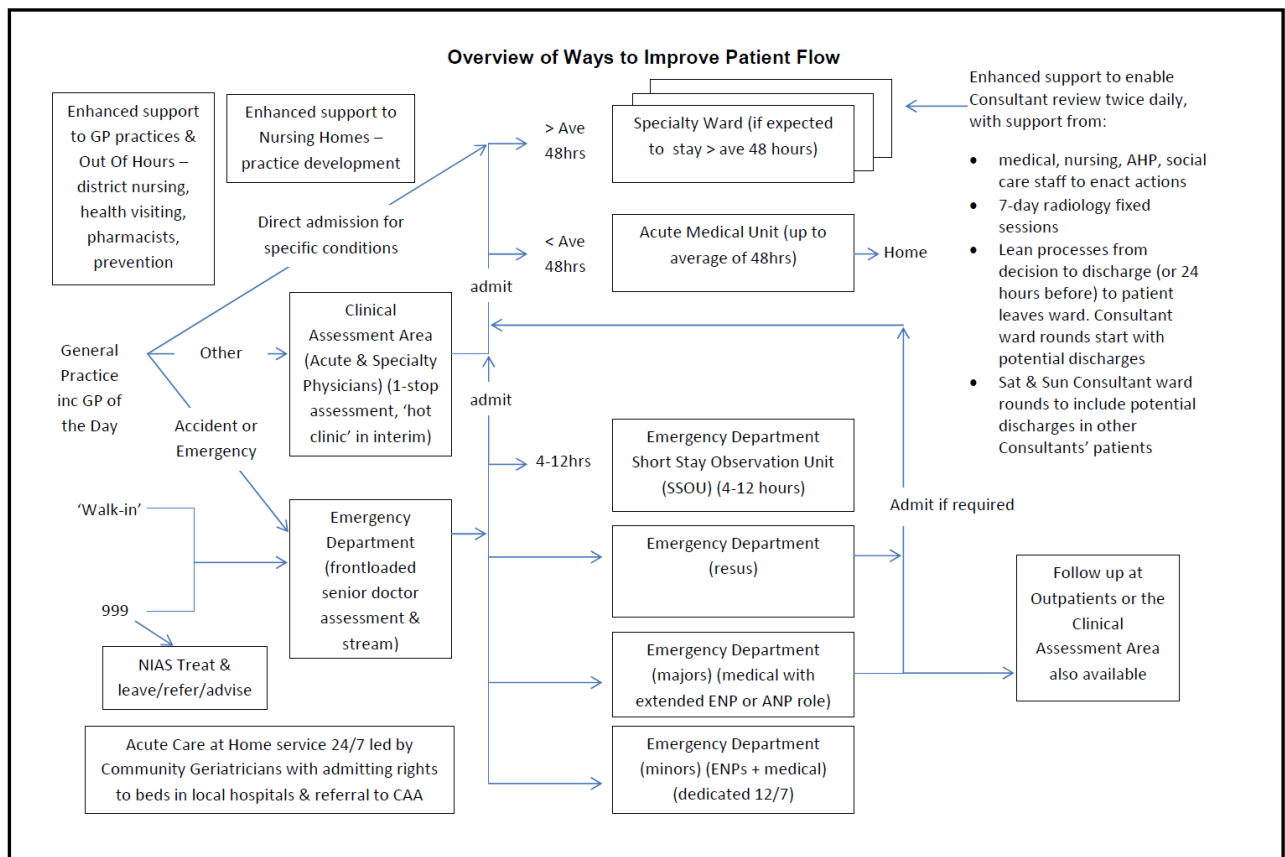 Overview of Ways to Improve Patient Flow
Enhanced support
to GP practices &
Out Of Hours –
district nursing,
health visiting,
pharmacists,
prevention
Enhanced support to
Nursing Homes –
practice development
> Ave
48hrs
Specialty Ward (if expected
to stay > ave 48 hours)
Enhanced support to enable
Consultant review twice daily,
with support from:
• medical, nursing, AHP, social
care staff to enact actions
• 7-day radiology fixed
sessions
• Lean processes from
decision to discharge (or 24
hours before) to patient
leaves ward. Consultant
ward rounds start with
potential discharges
• Sat & Sun Consultant ward
rounds to include potential
discharges in other
Consultants’ patients
Direct admission for
specific conditions
< Ave
48hrs
Acute Medical Unit (up to
average of 48hrs)
Home
admit
General
Practice
inc GP of
the Day
Other
Clinical
Assessment Area
(Acute & Specialty
Physicians) (1-stop
assessment, ‘hot
clinic’ in interim)
admit
Accident or
Emergency
4-12hrs
Emergency Department
Short Stay Observation Unit
(SSOU) (4-12 hours)
Admit if required
‘Walk-in’
999
Emergency
Department
(frontloaded
senior doctor
assessment &
stream)
Emergency Department
(resus)
Follow up at
Outpatients or the
Clinical
Assessment Area
also available
NIAS Treat &
leave/refer/advise
Emergency Department
(majors) (medical with
extended ENP or ANP role)
Acute Care at Home service 24/7 led by
Community Geriatricians with admitting rights
to beds in local hospitals & referral to CAA
Emergency Department
(minors) (ENPs + medical)
(dedicated 12/7)